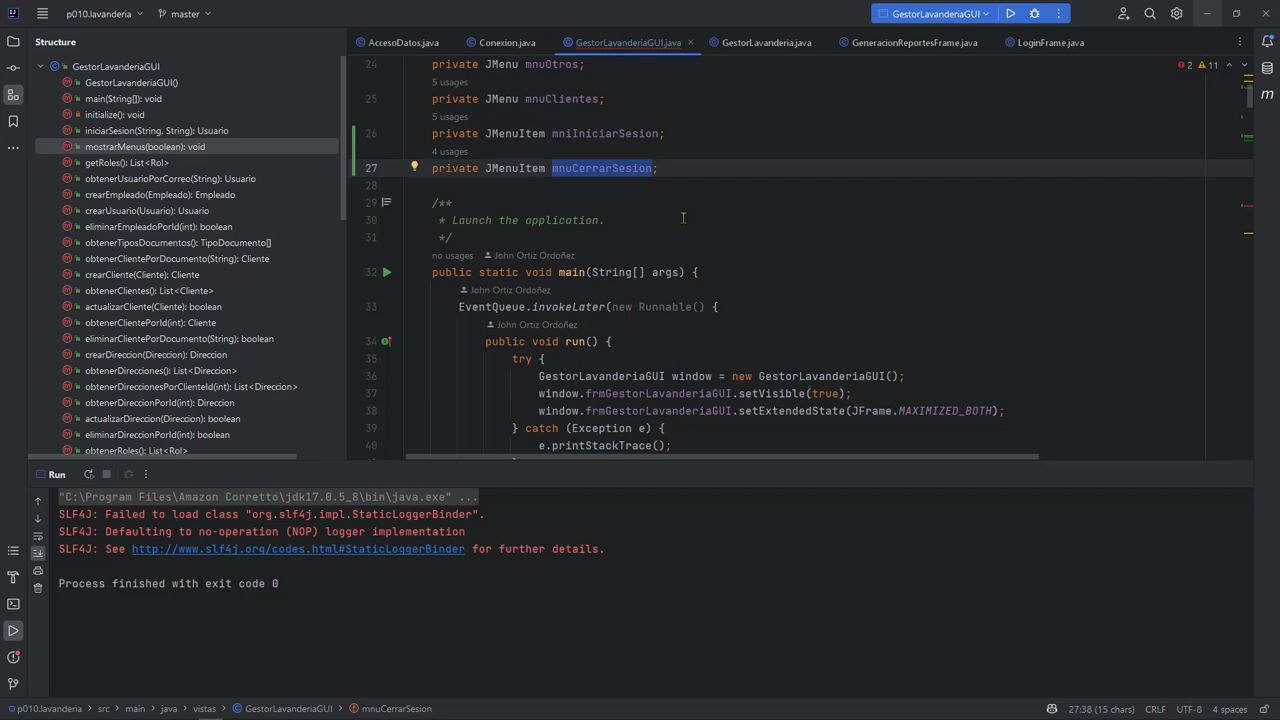 p010.lavanderia
master
GestorLavanderiaGUI
Structure
AccesoDatos.java
Conexion.java
GestorLavanderiaGUI.java
GestorLavanderia.java
GeneracionReportesFrame.java
LoginFrame.java
GestorLavanderiaGUI
GestorLavanderiaGUI()
main(String[]): void
initialize(): void
iniciarSesion(String, String): Usuario
mostrarMenus(boolean): void
getRoles(): List<Rol>
obtenerUsuarioPorCorreo(String): Usuario
crearEmpleado(Empleado): Empleado
crearUsuario(Usuario): Usuario
eliminarEmpleadoPorId(int): boolean
obtenerTiposDocumentos(): TipoDocumento[]
obtenerClientePorDocumento(String): Cliente
crearCliente(Cliente): Cliente
obtenerClientes(): List<Cliente>
actualizarCliente(Cliente): boolean
obtenerClientePorId(int): Cliente
eliminarClientePorDocumento(String): boolean
crearDireccion(Direccion): Direccion
obtenerDirecciones(): List<Direccion>
obtenerDireccionesPorClienteId(int): List<Direccion>
obtenerDireccionPorId(int): Direccion
actualizarDireccion(Direccion): boolean
eliminarDireccionPorId(int): boolean
obtenerRoles(): List<Rol>
2 11
24 private JMenu mnuOtros;
5 usages
25 private JMenu mnuClientes;
5 usages
26 private JMenuItem mniIniciarSesion;
4 usages
27 private JMenuItem mnuCerrarSesion;
28
29 /**
30 * Launch the application.
31 */
no usages John Ortiz Ordoñez
32 public static void main(String[] args) {
John Ortiz Ordoñez
33 EventQueue.invokeLater(new Runnable() {
John Ortiz Ordoñez
34 public void run() {
35 try {
36 GestorLavanderiaGUI window = new GestorLavanderiaGUI();
37 window.frmGestorLavanderiaGUI.setVisible(true);
38 window.frmGestorLavanderiaGUI.setExtendedState(JFrame.MAXIMIZED_BOTH);
39 } catch (Exception e) {
40 e.printStackTrace();
Run
"C:\Program Files\Amazon Corretto\jdk17.0.5_8\bin\java.exe" ...
SLF4J: Failed to load class "org.slf4j.impl.StaticLoggerBinder".
SLF4J: Defaulting to no-operation (NOP) logger implementation
SLF4J: See http://www.slf4j.org/codes.html#StaticLoggerBinder for further details.
Process finished with exit code 0
p010.lavanderia > src > main > java > vistas > GestorLavanderiaGUI > mnuCerrarSesion
27:38 (15 chars) CRLF UTF-8 4 spaces